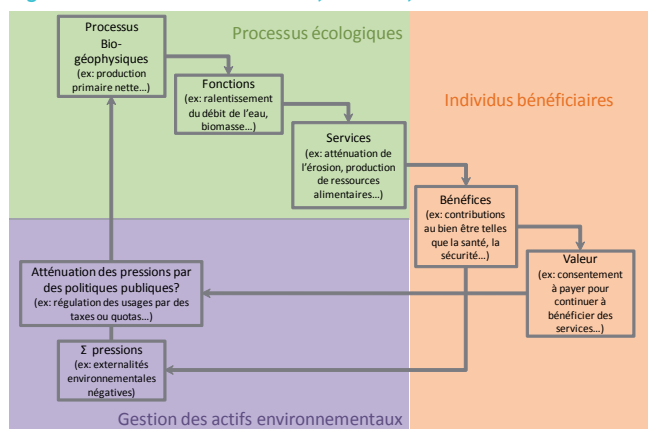 Processus
Bio-
géophysiques
(ex: production
primaire nette...)
Processus écologiques
Fonctions
(ex: ralentissement
du débit de l'eau,
biomasse...)
Individus bénéficiaires
Services
(ex: atténuation de
l'érosion, production
de ressources
alimentaires...)
Bénéfices
(ex: contributions
au bien être telles
que la santé, la
sécurité...)
Valeur
(ex: consentement
à payer pour
continuer à
bénéficier des
services...)
Atténuation des pressions par
des politiques publiques?
(ex: régulation des usages par des
taxes ou quotas...)
Σ pressions
(ex: externalités
environnementales
négatives)
Gestion des actifs environnementaux